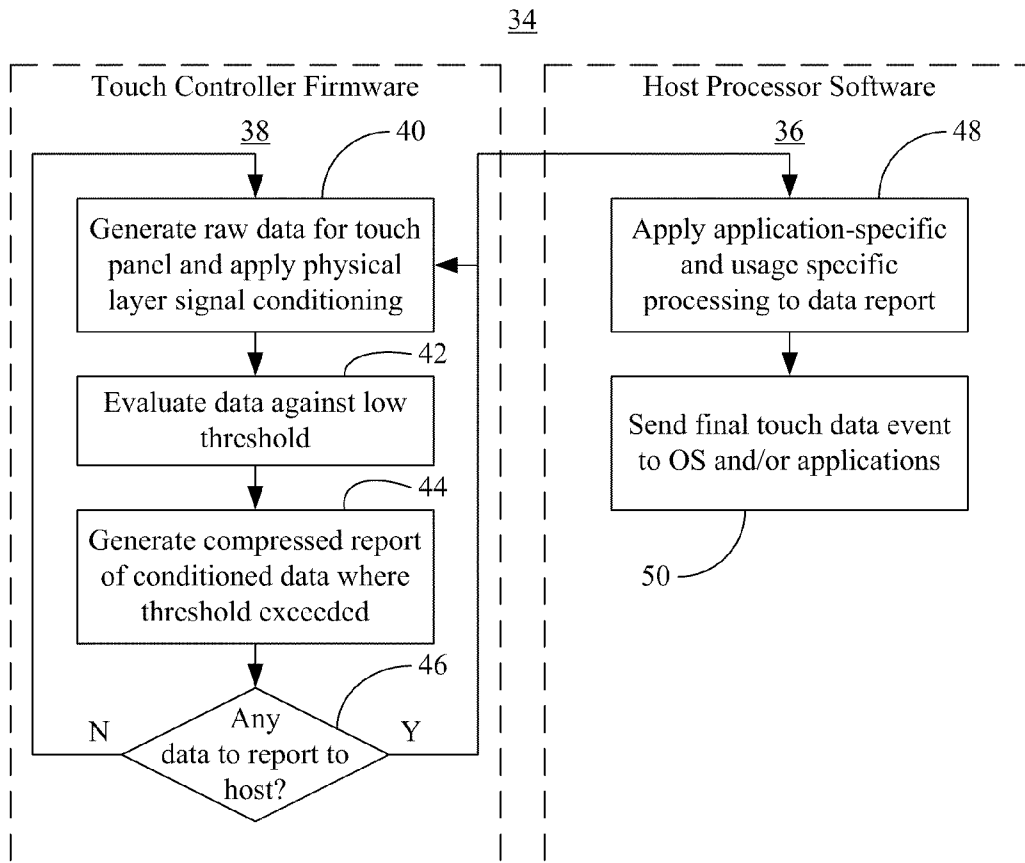 34
Touch Controller Firmware
38
40
Generate raw data for touch
panel and apply physical
layer signal conditioning
42
Evaluate data against low
threshold
44
Generate compressed report
of conditioned data where
threshold exceeded
46
Any
data to report to
host?
N
Y
Host Processor Software
36
48
Apply application-specific
and usage specific
processing to data report
Send final touch data event
to OS and/or applications
50